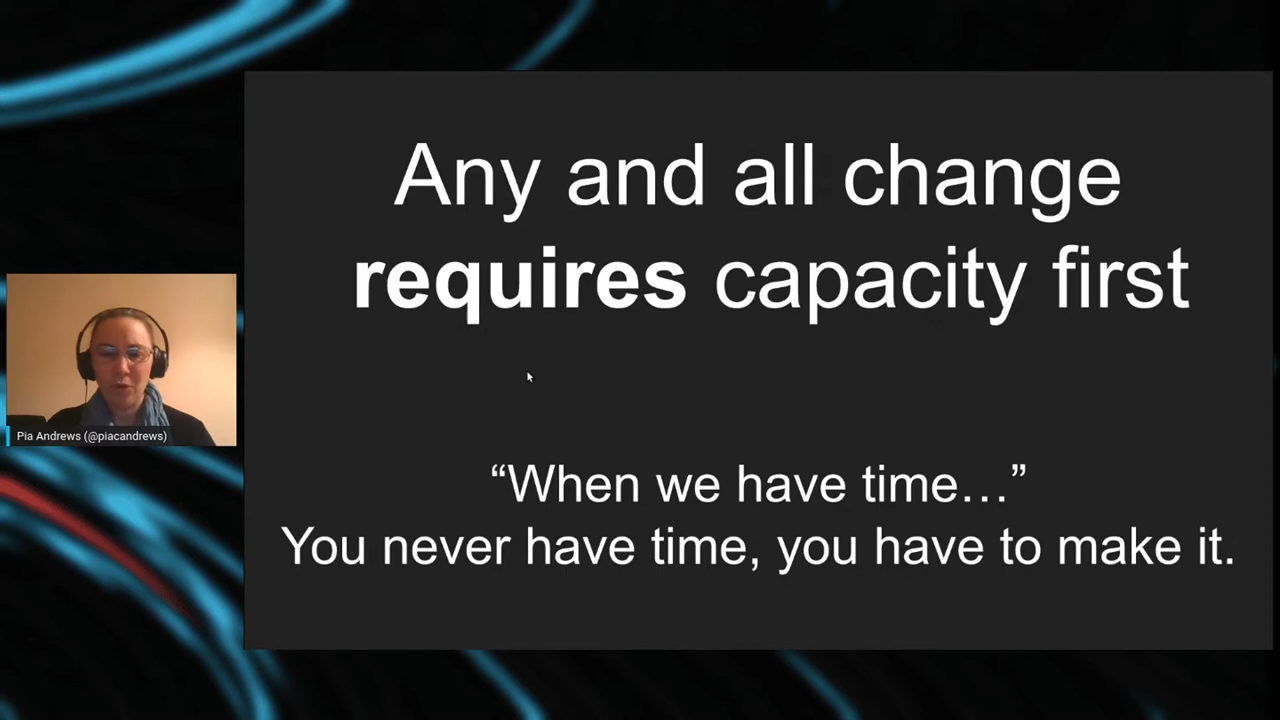 Any and all change
requires capacity first
“When we have time…”
You never have time, you have to make it.
Pia Andrews (@piacandrews)